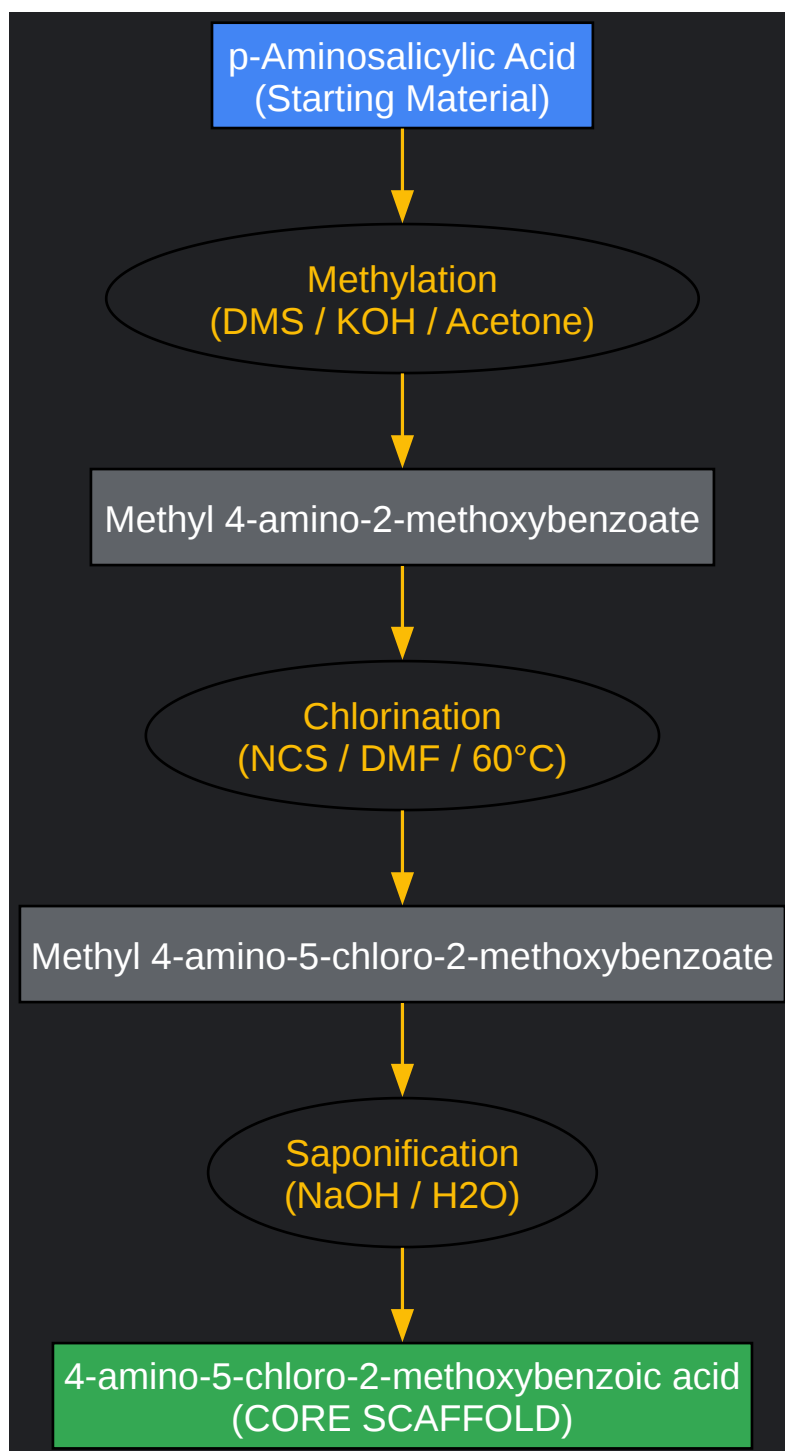 p-Aminosalicylic Acid
(Starting Material)
Methylation
(DMS / KOH / Acetone)
Methyl 4-amino-2-methoxybenzoate
Chlorination
(NCS / DMF / 60°C)
Methyl 4-amino-5-chloro-2-methoxybenzoate
Saponification
(NaOH / H2O)
4-amino-5-chloro-2-methoxybenzoic acid
(CORE SCAFFOLD)